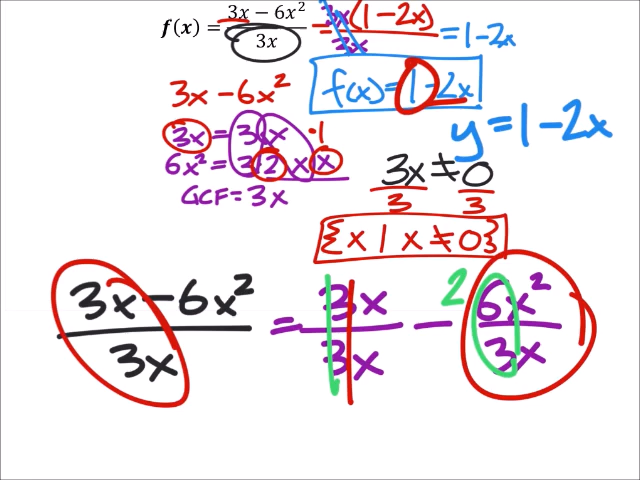 f(x) = 3x − 6x² / 3x = 3x(1−2x) / 3x = 1−2x
f(x) = 1−2x
3x − 6x²
y = 1−2x
3x = 3 x · 1
6x² = 3 2 x x
GCF = 3x
3x ≠ 0
3 3
{x | x ≠ 0}
3x − 6x² / 3x = 3x / 3x − 2 6x² / 3x